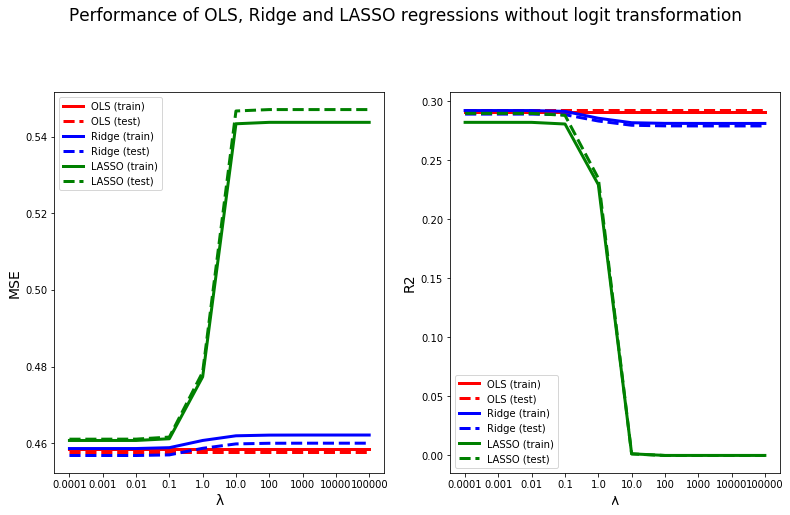 Performance of OLS, Ridge and LASSO regressions without logit transformation
OLS (train)
OLS (test)
Ridge (train)
Ridge (test)
LASSO (train)
LASSO (test)
0.54
0.52
0.50
0.48
0.46
MSE
0.0001 0.001 0.01 0.1 1.0 10.0 100 1000 10000 100000
λ
0.30
0.25
0.20
0.15
0.10
0.05
0.00
R2
OLS (train)
OLS (test)
Ridge (train)
Ridge (test)
LASSO (train)
LASSO (test)
0.0001 0.001 0.01 0.1 1.0 10.0 100 1000 10000 100000
λ